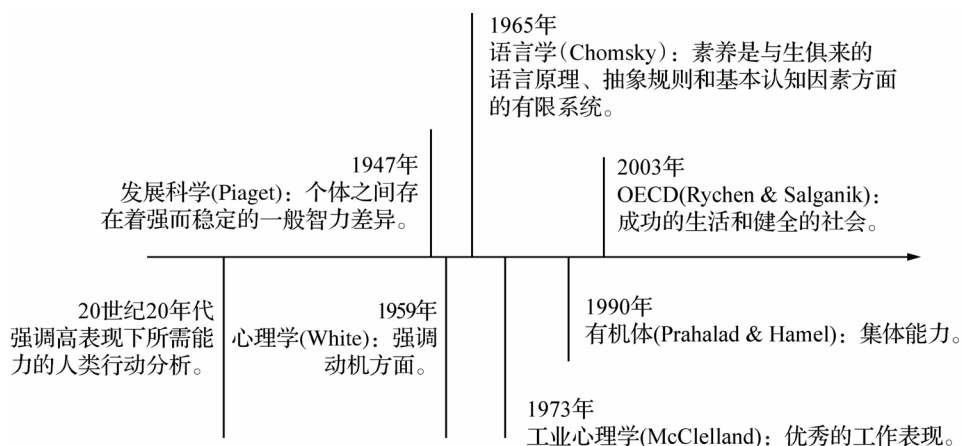 1965年
语言学(Chomsky)：素养是与生俱来的
语言原理、抽象规则和基本认知因素方面
的有限系统。
1947年
发展科学(Piaget)：个体之间存
在着强而稳定的一般智力差异。
2003年
OECD(Rychen & Salganik)：
成功的生活和健全的社会。
20世纪20年代
强调高表现下所需能
力的人类行动分析。
1959年
心理学(White)：强调
动机方面。
1990年
有机体(Prahalad & Hamel)：集体能力。
1973年
工业心理学(McClelland)：优秀的工作表现。